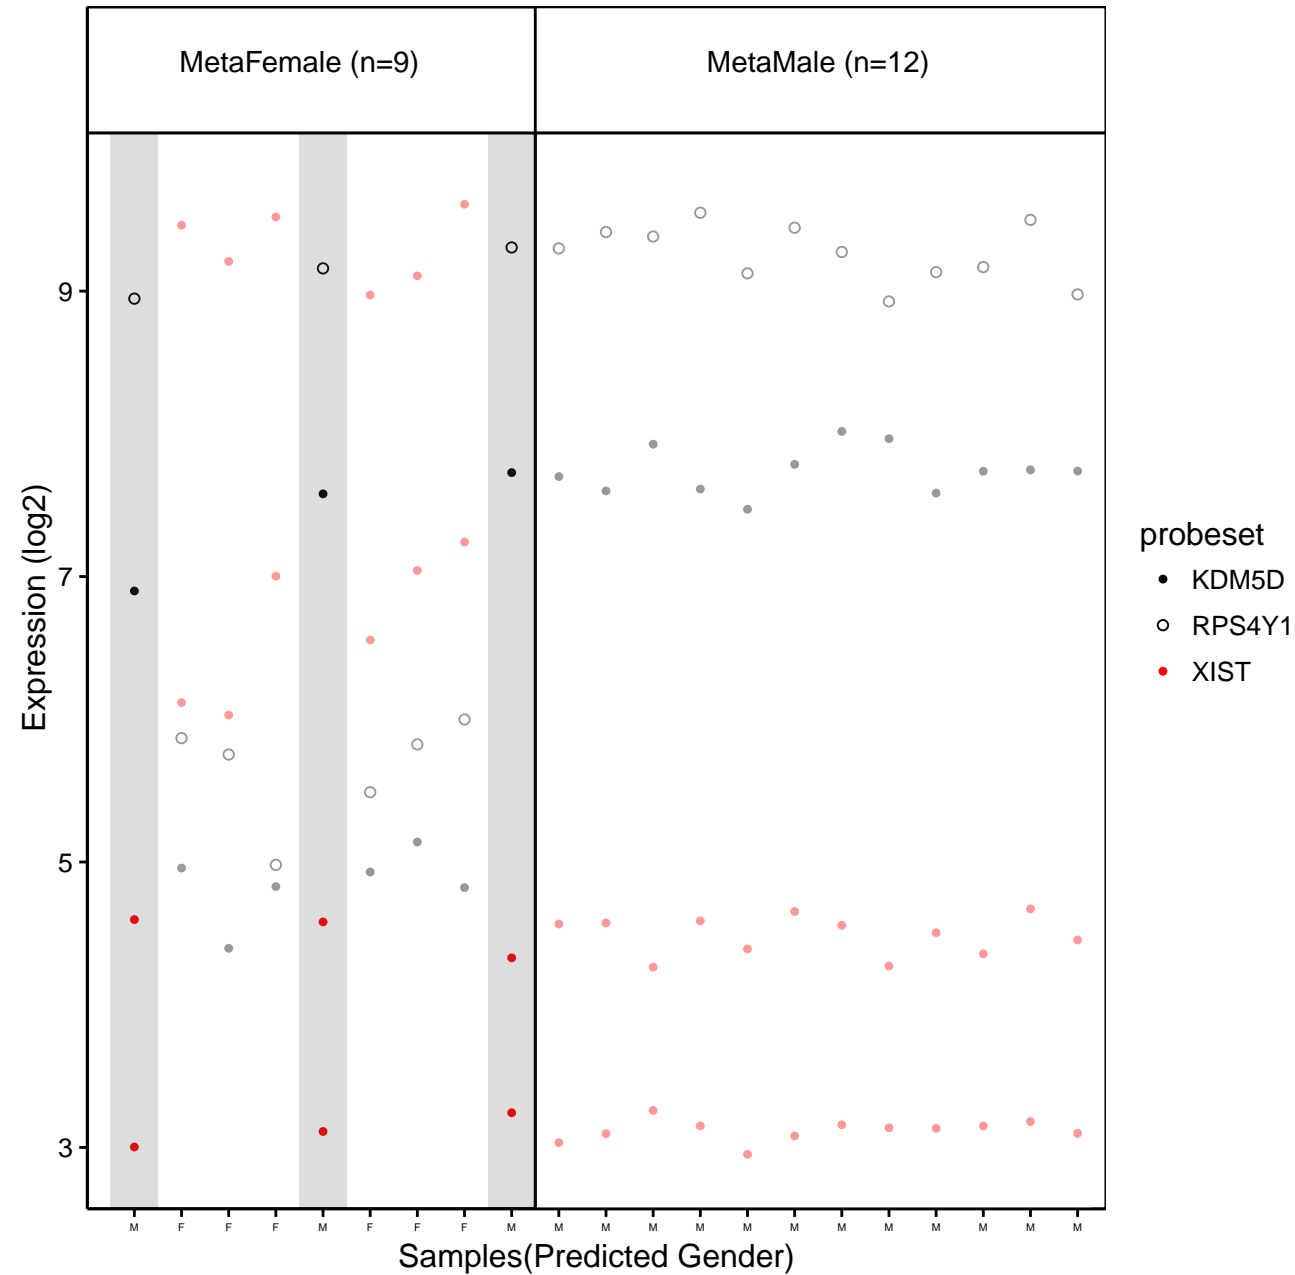 MetaFemale (n=9)
MetaMale (n=12)
9
7
5
3
Expression (log2)
M F F F M F F F M M M M M M M M M M M M M
Samples(Predicted Gender)
probeset
KDM5D
RPS4Y1
XIST